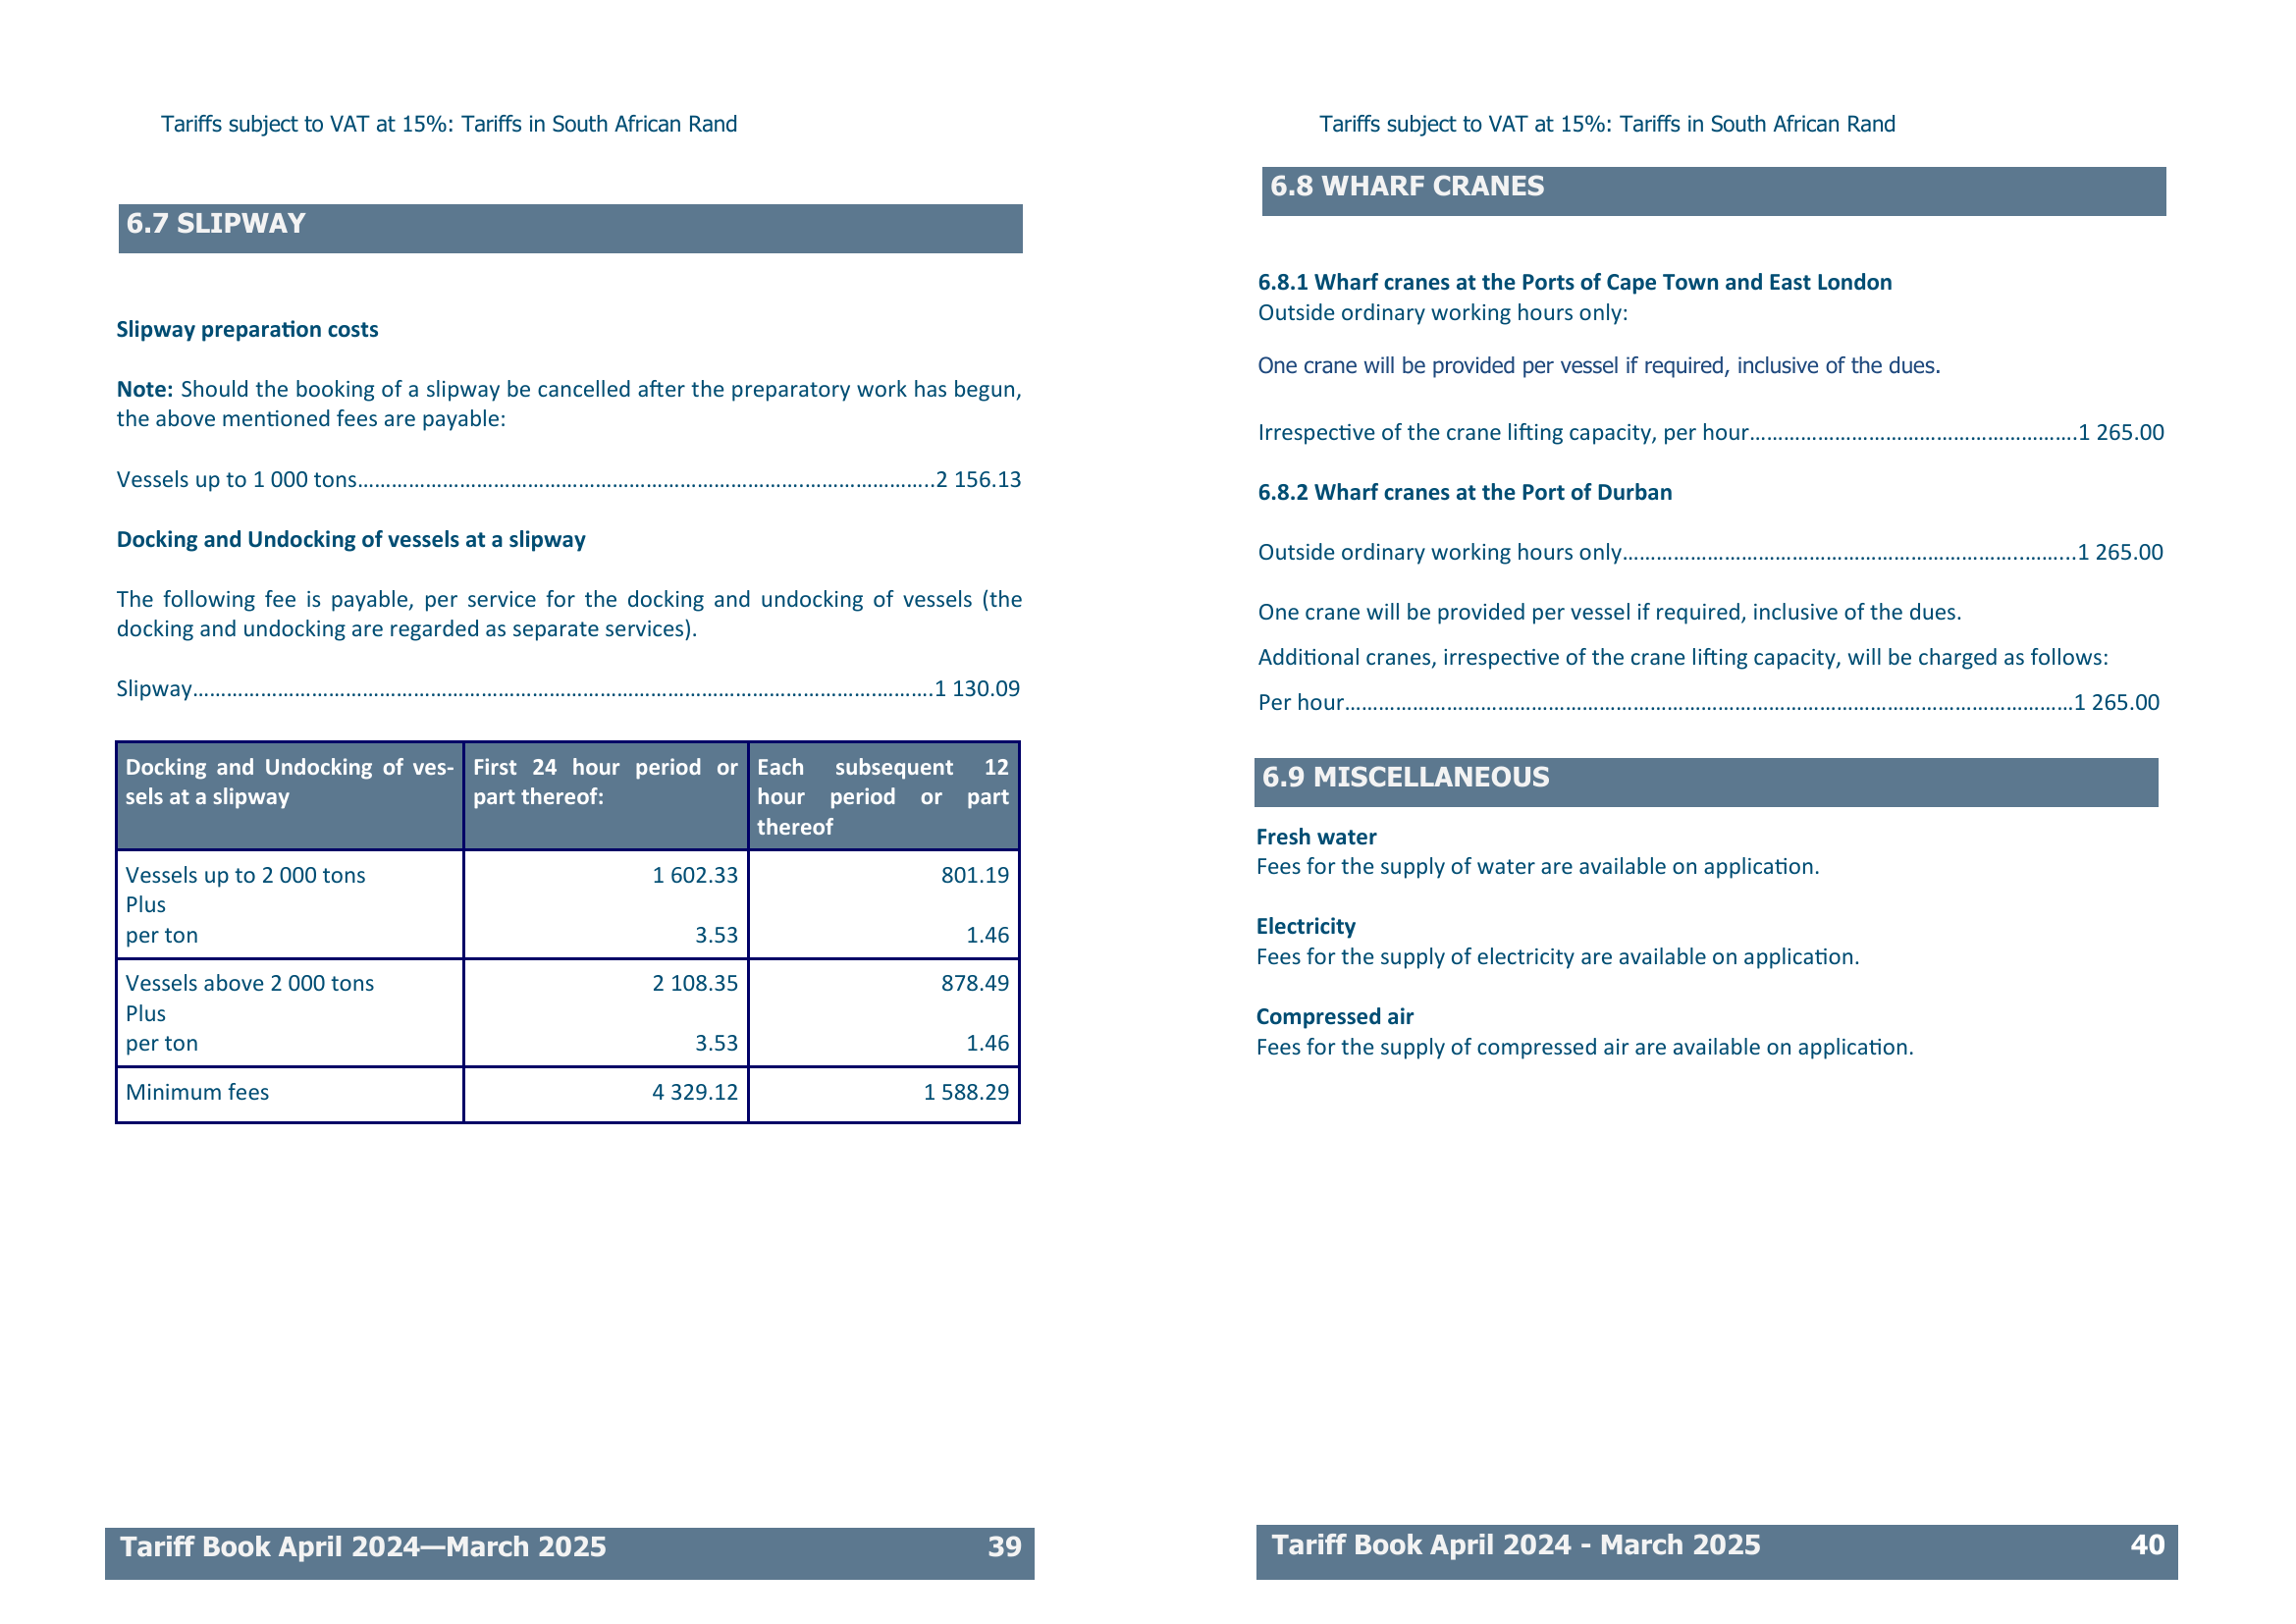 Tariffs subject to VAT at 15%: Tariffs in South African Rand
6.7 SLIPWAY
Slipway preparation costs
Note: Should the booking of a slipway be cancelled after the preparatory work has begun,
the above mentioned fees are payable:
Vessels up to 1 000 tons……………………………………………………………………………………..2 156.13
Docking and Undocking of vessels at a slipway
The following fee is payable, per service for the docking and undocking of vessels (the
docking and undocking are regarded as separate services).
Slipway……………………………………………………………………………………………………………….1 130.09
Docking and Undocking of ves-
sels at a slipway
First 24 hour period or
part thereof:
Each subsequent 12
hour period or part
thereof
Vessels up to 2 000 tons 1 602.33 801.19
Plus
per ton 3.53 1.46
Vessels above 2 000 tons 2 108.35 878.49
Plus
per ton 3.53 1.46
Minimum fees 4 329.12 1 588.29
Tariff Book April 2024—March 2025 39
Tariffs subject to VAT at 15%: Tariffs in South African Rand
6.8 WHARF CRANES
6.8.1 Wharf cranes at the Ports of Cape Town and East London
Outside ordinary working hours only:
One crane will be provided per vessel if required, inclusive of the dues.
Irrespective of the crane lifting capacity, per hour………………………………………………….1 265.00
6.8.2 Wharf cranes at the Port of Durban
Outside ordinary working hours only……………………………………………………………..……...1 265.00
One crane will be provided per vessel if required, inclusive of the dues.
Additional cranes, irrespective of the crane lifting capacity, will be charged as follows:
Per hour…………………………………………………………………………………………………………………1 265.00
6.9 MISCELLANEOUS
Fresh water
Fees for the supply of water are available on application.
Electricity
Fees for the supply of electricity are available on application.
Compressed air
Fees for the supply of compressed air are available on application.
Tariff Book April 2024 - March 2025 40